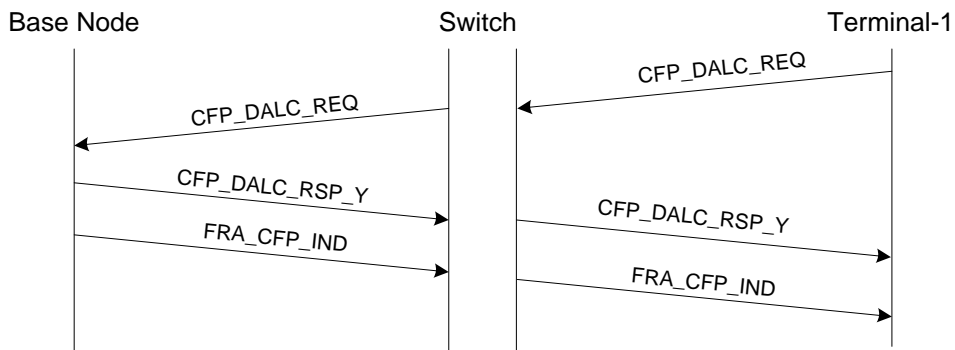 Base Node
Switch
Terminal-1
CFP_DALC_REQ
CFP_DALC_REQ
CFP_DALC_RSP_Y
CFP_DALC_RSP_Y
FRA_CFP_IND
FRA_CFP_IND